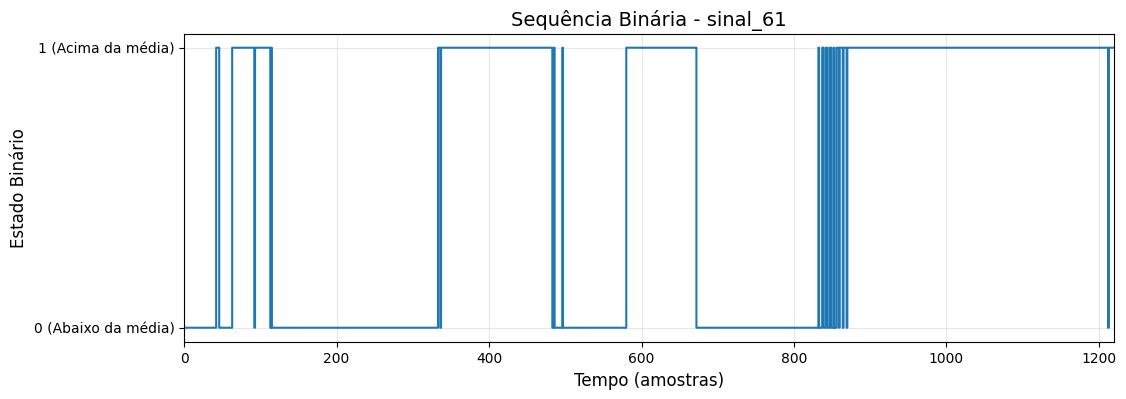 Sequência Binária - sinal_61
Estado Binário
1 (Acima da média)
0 (Abaixo da média)
0 200 400 600 800 1000 1200
Tempo (amostras)